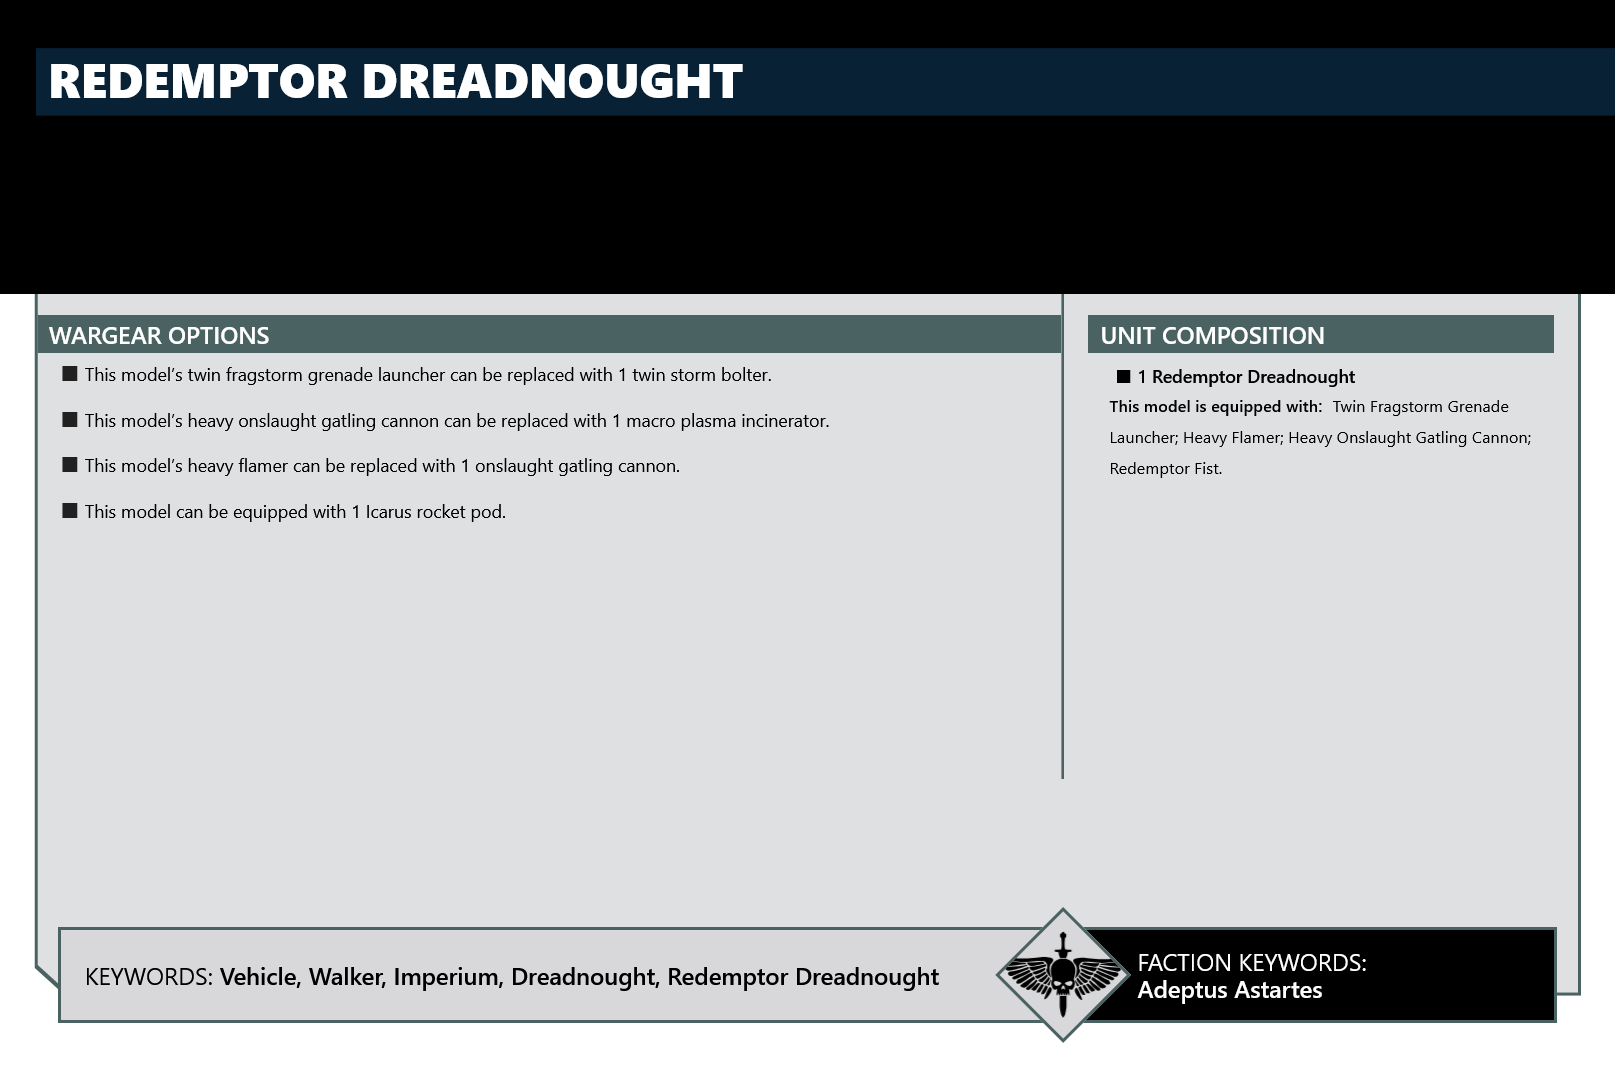 REDEMPTOR DREADNOUGHT
WARGEAR OPTIONS
■ This model's twin fragstorm grenade launcher can be replaced with 1 twin storm bolter.
■ This model's heavy onslaught gatling cannon can be replaced with 1 macro plasma incinerator.
■ This model's heavy flamer can be replaced with 1 onslaught gatling cannon.
■ This model can be equipped with 1 Icarus rocket pod.
UNIT COMPOSITION
■ 1 Redemptor Dreadnought
This model is equipped with: Twin Fragstorm Grenade
Launcher; Heavy Flamer; Heavy Onslaught Gatling Cannon;
Redemptor Fist.
KEYWORDS: Vehicle, Walker, Imperium, Dreadnought, Redemptor Dreadnought
FACTION KEYWORDS:
Adeptus Astartes